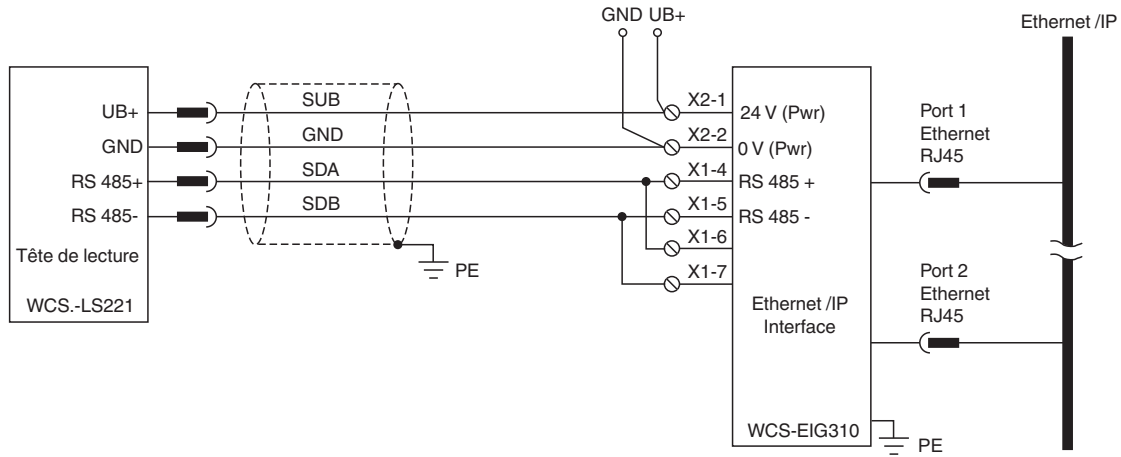 GND UB+
Ethernet /IP
UB+
GND
RS 485+
RS 485-
Tête de lecture
WCS.-LS221
SUB
GND
SDA
SDB
PE
X2-1
X2-2
X1-4
X1-5
X1-6
X1-7
24 V (Pwr)
0 V (Pwr)
RS 485 +
RS 485 -
Ethernet /IP
Interface
WCS-EIG310
PE
Port 1
Ethernet
RJ45
Port 2
Ethernet
RJ45